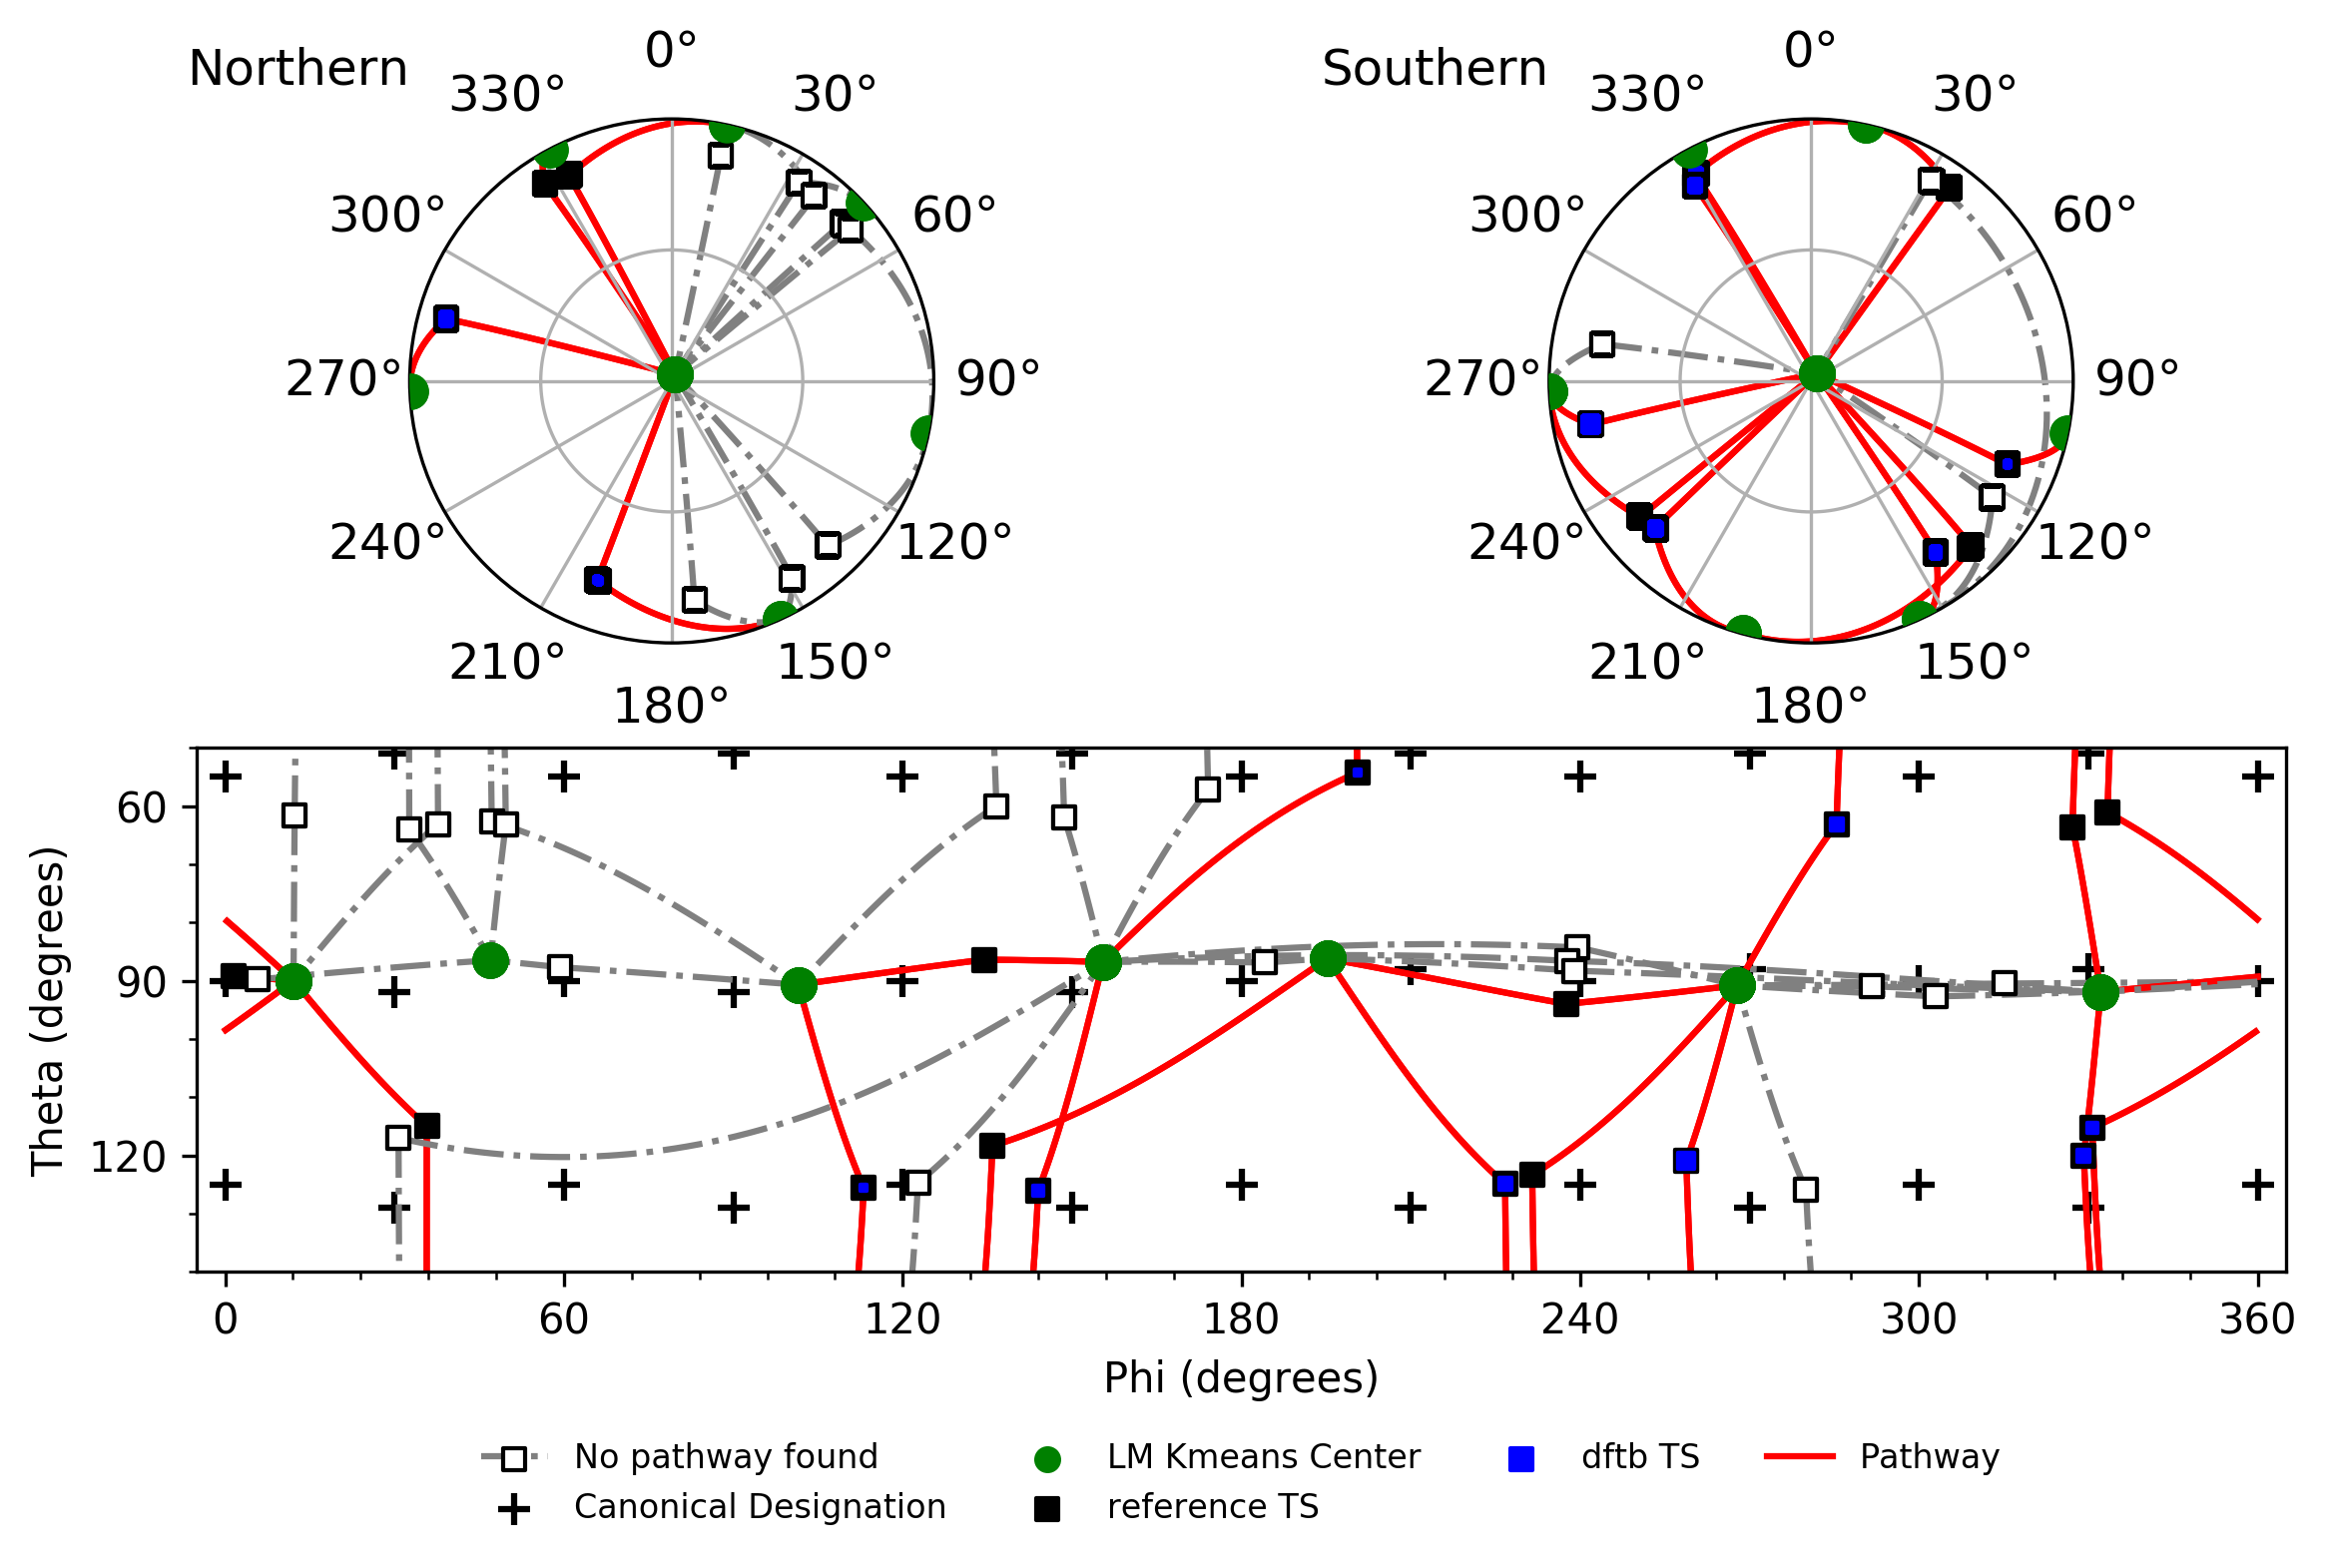 Northern
0°
30°
60°
90°
120°
150°
180°
210°
240°
270°
300°
330°
Southern
0°
30°
60°
90°
120°
150°
180°
210°
240°
270°
300°
330°
Theta (degrees)
60
90
120
0 60 120 180 240 300 360
Phi (degrees)
No pathway found
Canonical Designation
LM Kmeans Center
reference TS
dftb TS
Pathway